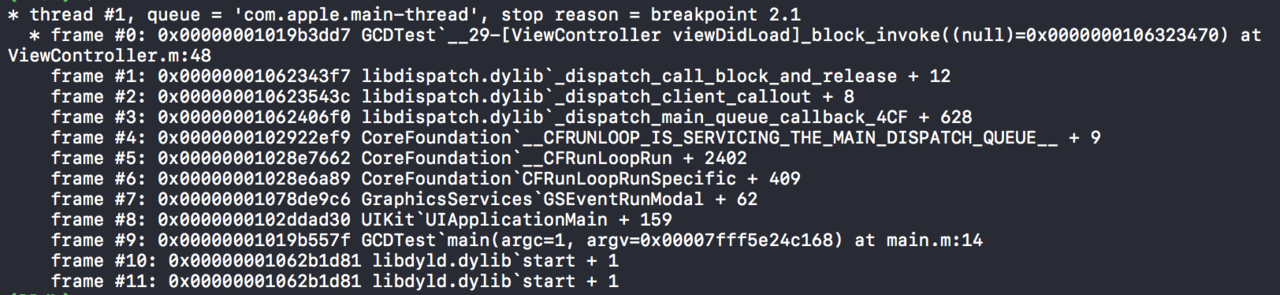 * thread #1, queue = 'com.apple.main-thread', stop reason = breakpoint 2.1
  * frame #0: 0x00000001019b3dd7 GCDTest`__29-[ViewController viewDidLoad]_block_invoke((null)=0x0000000106323470) at
ViewController.m:48
    frame #1: 0x00000001062343f7 libdispatch.dylib`_dispatch_call_block_and_release + 12
    frame #2: 0x000000010623543c libdispatch.dylib`_dispatch_client_callout + 8
    frame #3: 0x00000001062406f0 libdispatch.dylib`_dispatch_main_queue_callback_4CF + 628
    frame #4: 0x0000000102922ef9 CoreFoundation`__CFRUNLOOP_IS_SERVICING_THE_MAIN_DISPATCH_QUEUE__ + 9
    frame #5: 0x00000001028e7662 CoreFoundation`__CFRunLoopRun + 2402
    frame #6: 0x00000001028e6a89 CoreFoundation`CFRunLoopRunSpecific + 409
    frame #7: 0x00000001078de9c6 GraphicsServices`GSEventRunModal + 62
    frame #8: 0x0000000102ddad30 UIKit`UIApplicationMain + 159
    frame #9: 0x00000001019b557f GCDTest`main(argc=1, argv=0x00007fff5e24c168) at main.m:14
    frame #10: 0x00000001062b1d81 libdyld.dylib`start + 1
    frame #11: 0x00000001062b1d81 libdyld.dylib`start + 1